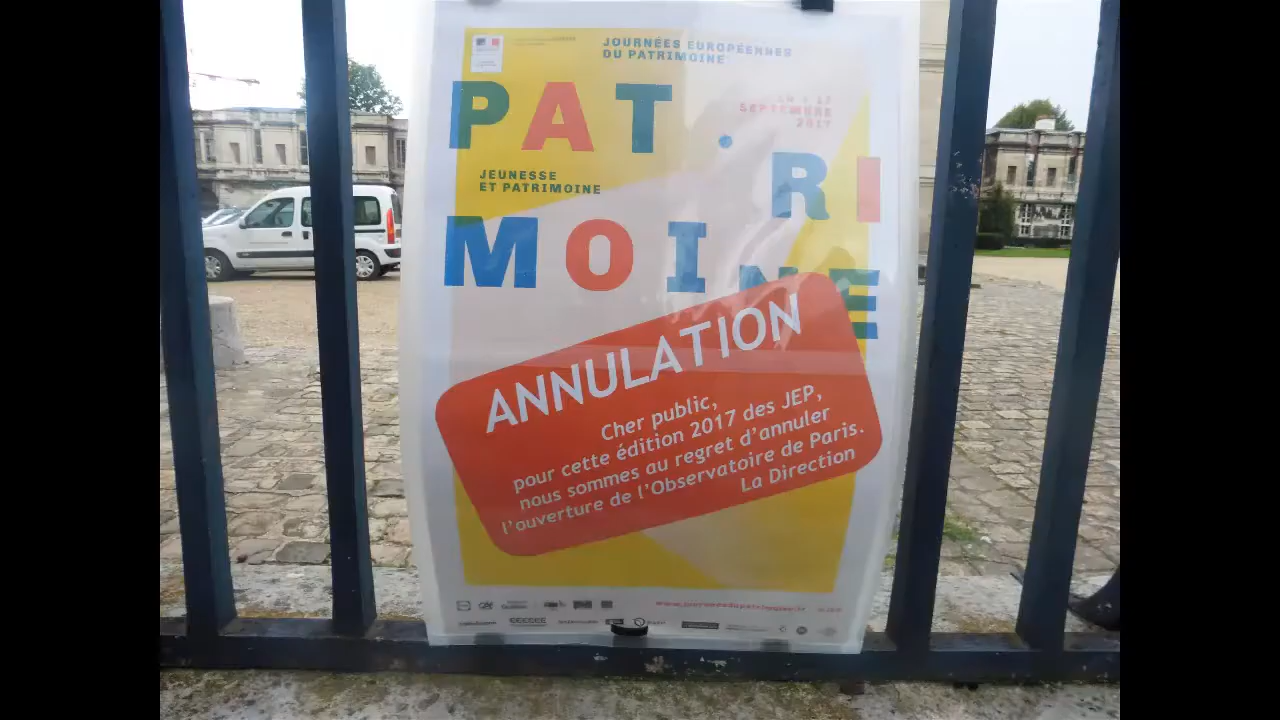 JOURNÉES EUROPÉENNES
DU PATRIMOINE
PAT.RI
SEPTEMBRE
2017
JEUNESSE
ET PATRIMOINE
MOINE
ANNULATION
Cher public,
pour cette édition 2017 des JEP,
nous sommes au regret d'annuler
l'ouverture de l'Observatoire de Paris.
La Direction